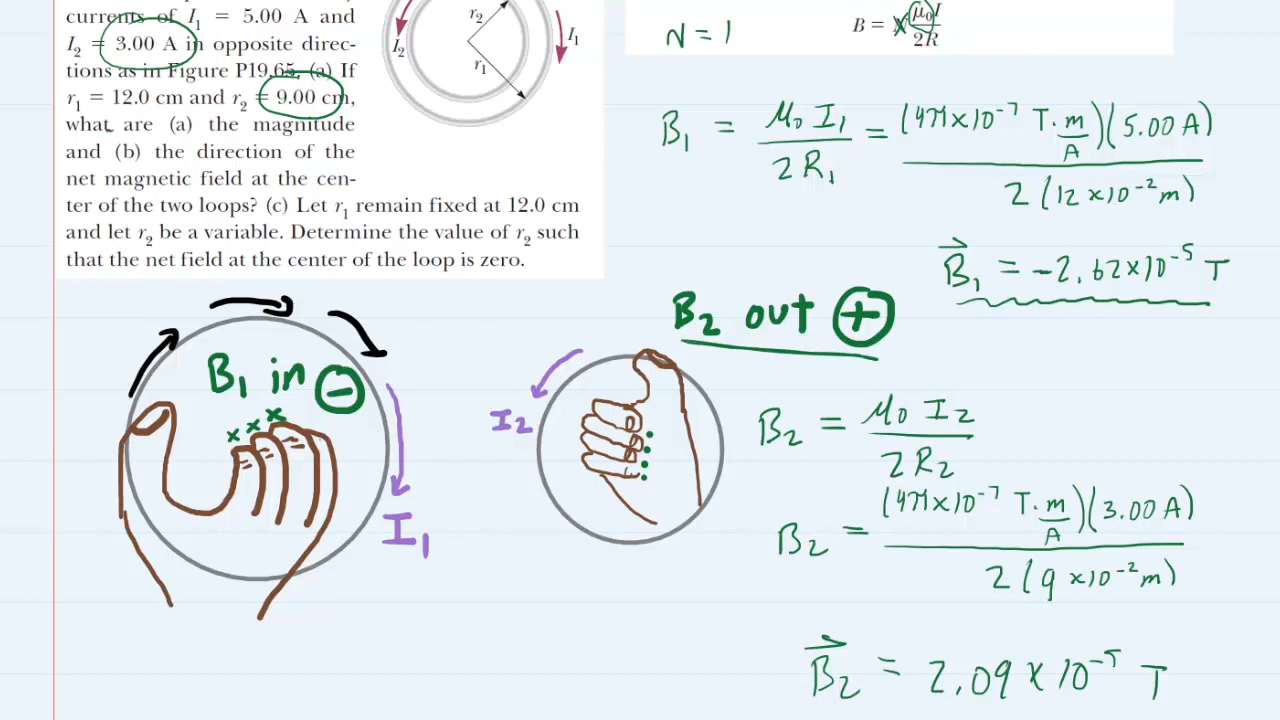 currents of I₁ = 5.00 A and
I₂ = 3.00 A in opposite direc-
tions as in Figure P19.65. (a) If
r₁ = 12.0 cm and r₂ = 9.00 cm,
what are (a) the magnitude
and (b) the direction of the
net magnetic field at the cen-
ter of the two loops? (c) Let r₁ remain fixed at 12.0 cm
and let r₂ be a variable. Determine the value of r₂ such
that the net field at the center of the loop is zero.
r₂
I₂
I₁
r₁
N = 1
B = N μ₀I / 2R
B₁ = μ₀ I₁ / 2 R₁ = (4π×10⁻⁷ T·m/A)(5.00 A) / 2(12×10⁻²m)
B₁ = -2.62×10⁻⁵ T
B₁ in −
I₁
B₂ out +
I₂
B₂ = μ₀ I₂ / 2 R₂
B₂ = (4π×10⁻⁷ T·m/A)(3.00 A) / 2(9×10⁻²m)
B₂ = 2.09×10⁻⁵ T